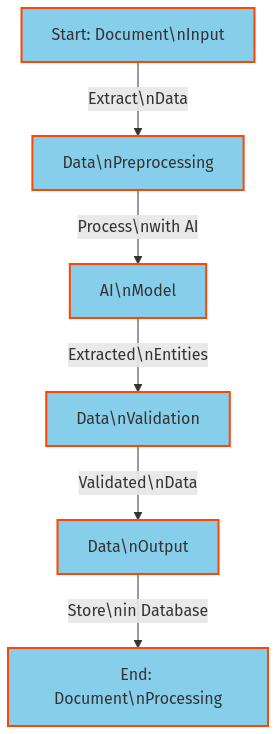 Start: Document\nInput
Extract\nData
Data\nPreprocessing
Process\nwith AI
AI\nModel
Extracted\nEntities
Data\nValidation
Validated\nData
Data\nOutput
Store\nin Database
End:
Document\nProcessing